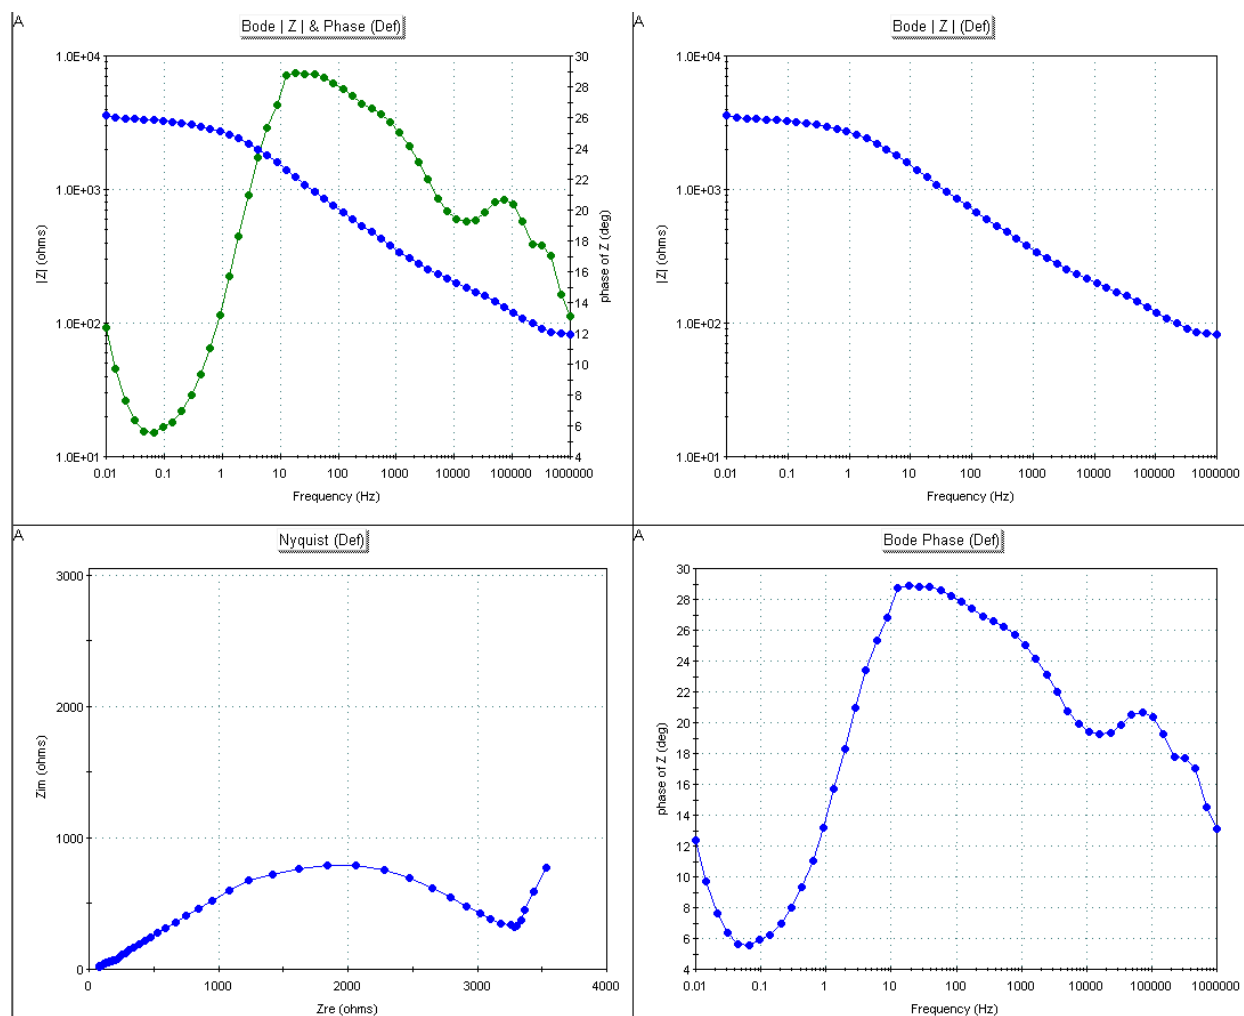 A
Bode | Z | & Phase (Def)
1.0E+04
1.0E+03
1.0E+02
1.0E+01
|Z| (ohms)
30
28
26
24
22
20
18
16
14
12
10
8
6
4
phase of Z (deg)
0.01 0.1 1 10 100 1000 10000 100000 1000000
Frequency (Hz)
A
Bode | Z | (Def)
1.0E+04
1.0E+03
1.0E+02
1.0E+01
|Z| (ohms)
0.01 0.1 1 10 100 1000 10000 100000 1000000
Frequency (Hz)
A
Nyquist (Def)
3000
2000
1000
0
Zim (ohms)
0 1000 2000 3000 4000
Zre (ohms)
A
Bode Phase (Def)
30
28
26
24
22
20
18
16
14
12
10
8
6
4
phase of Z (deg)
0.01 0.1 1 10 100 1000 10000 100000 1000000
Frequency (Hz)